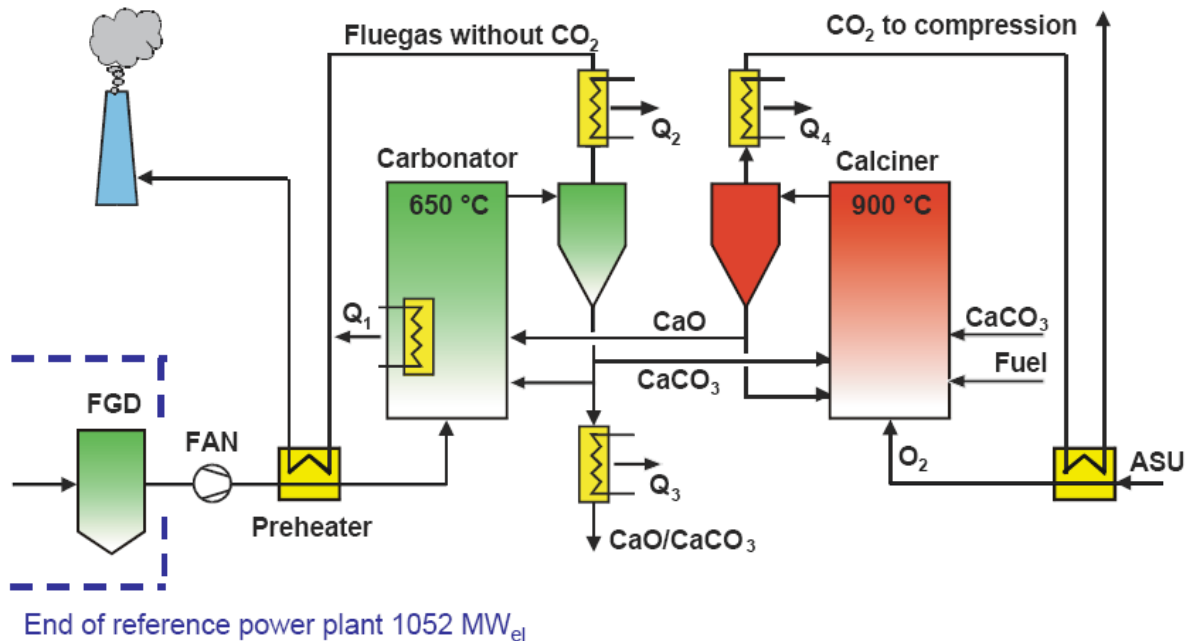 Fluegas without CO₂
CO₂ to compression
Q₂
Q₄
Carbonator
Calciner
650 °C
900 °C
Q₁
CaO
CaCO₃
CaCO₃
Fuel
FGD
FAN
O₂
ASU
Q₃
Preheater
CaO/CaCO₃
End of reference power plant 1052 MWₑₗ